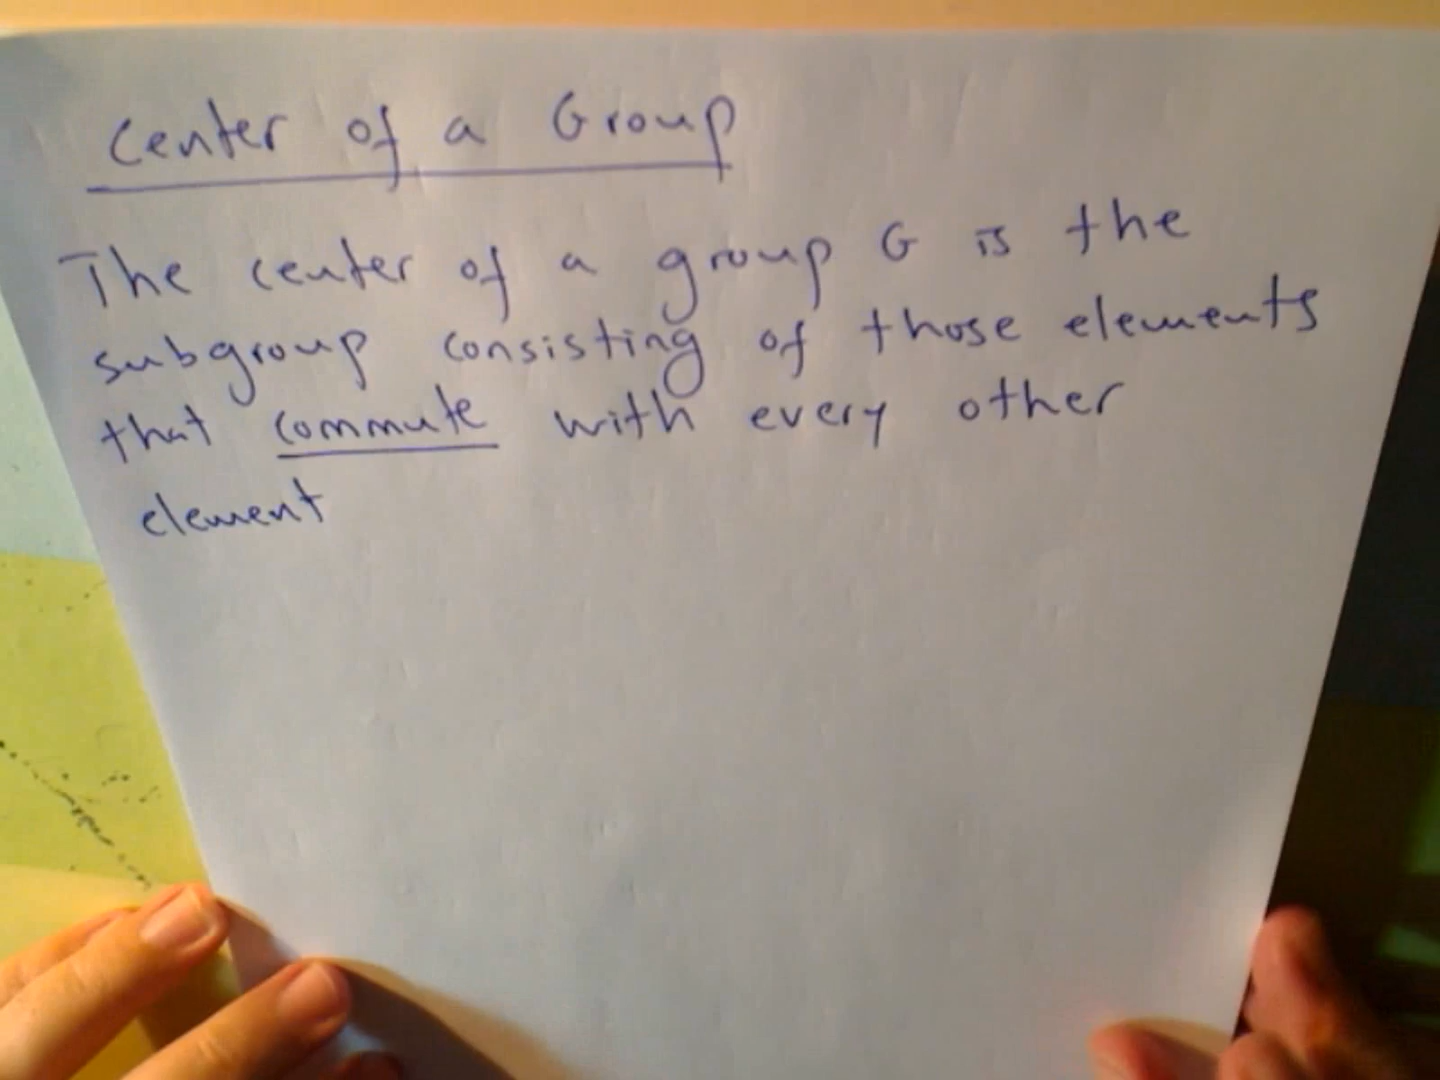 Center of a Group
The center of a group G is the
subgroup consisting of those elements
that commute with every other
element